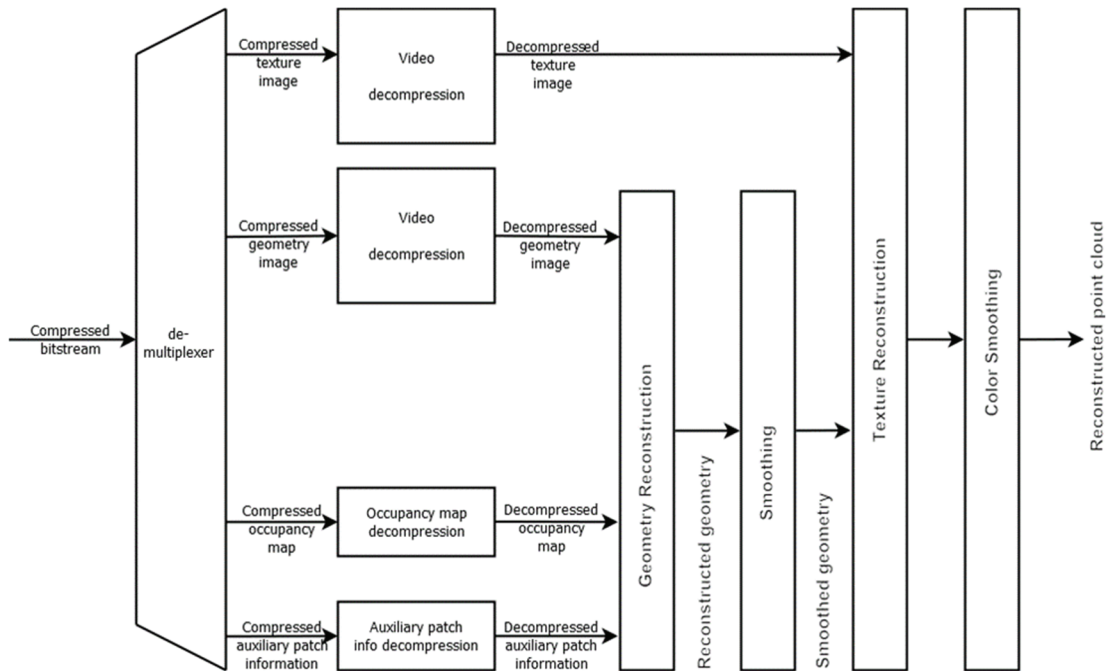 Compressed
texture
image
Video
decompression
Decompressed
texture
image
Compressed
geometry
image
Video
decompression
Decompressed
geometry
image
Compressed
bitstream
de-
multiplexer
Compressed
occupancy
map
Occupancy map
decompression
Decompressed
occupancy
map
Compressed
auxiliary patch
information
Auxiliary patch
info decompression
Decompressed
auxiliary patch
information
Geometry Reconstruction
Reconstructed geometry
Smoothing
Smoothed geometry
Texture Reconstruction
Color Smoothing
Reconstructed point cloud